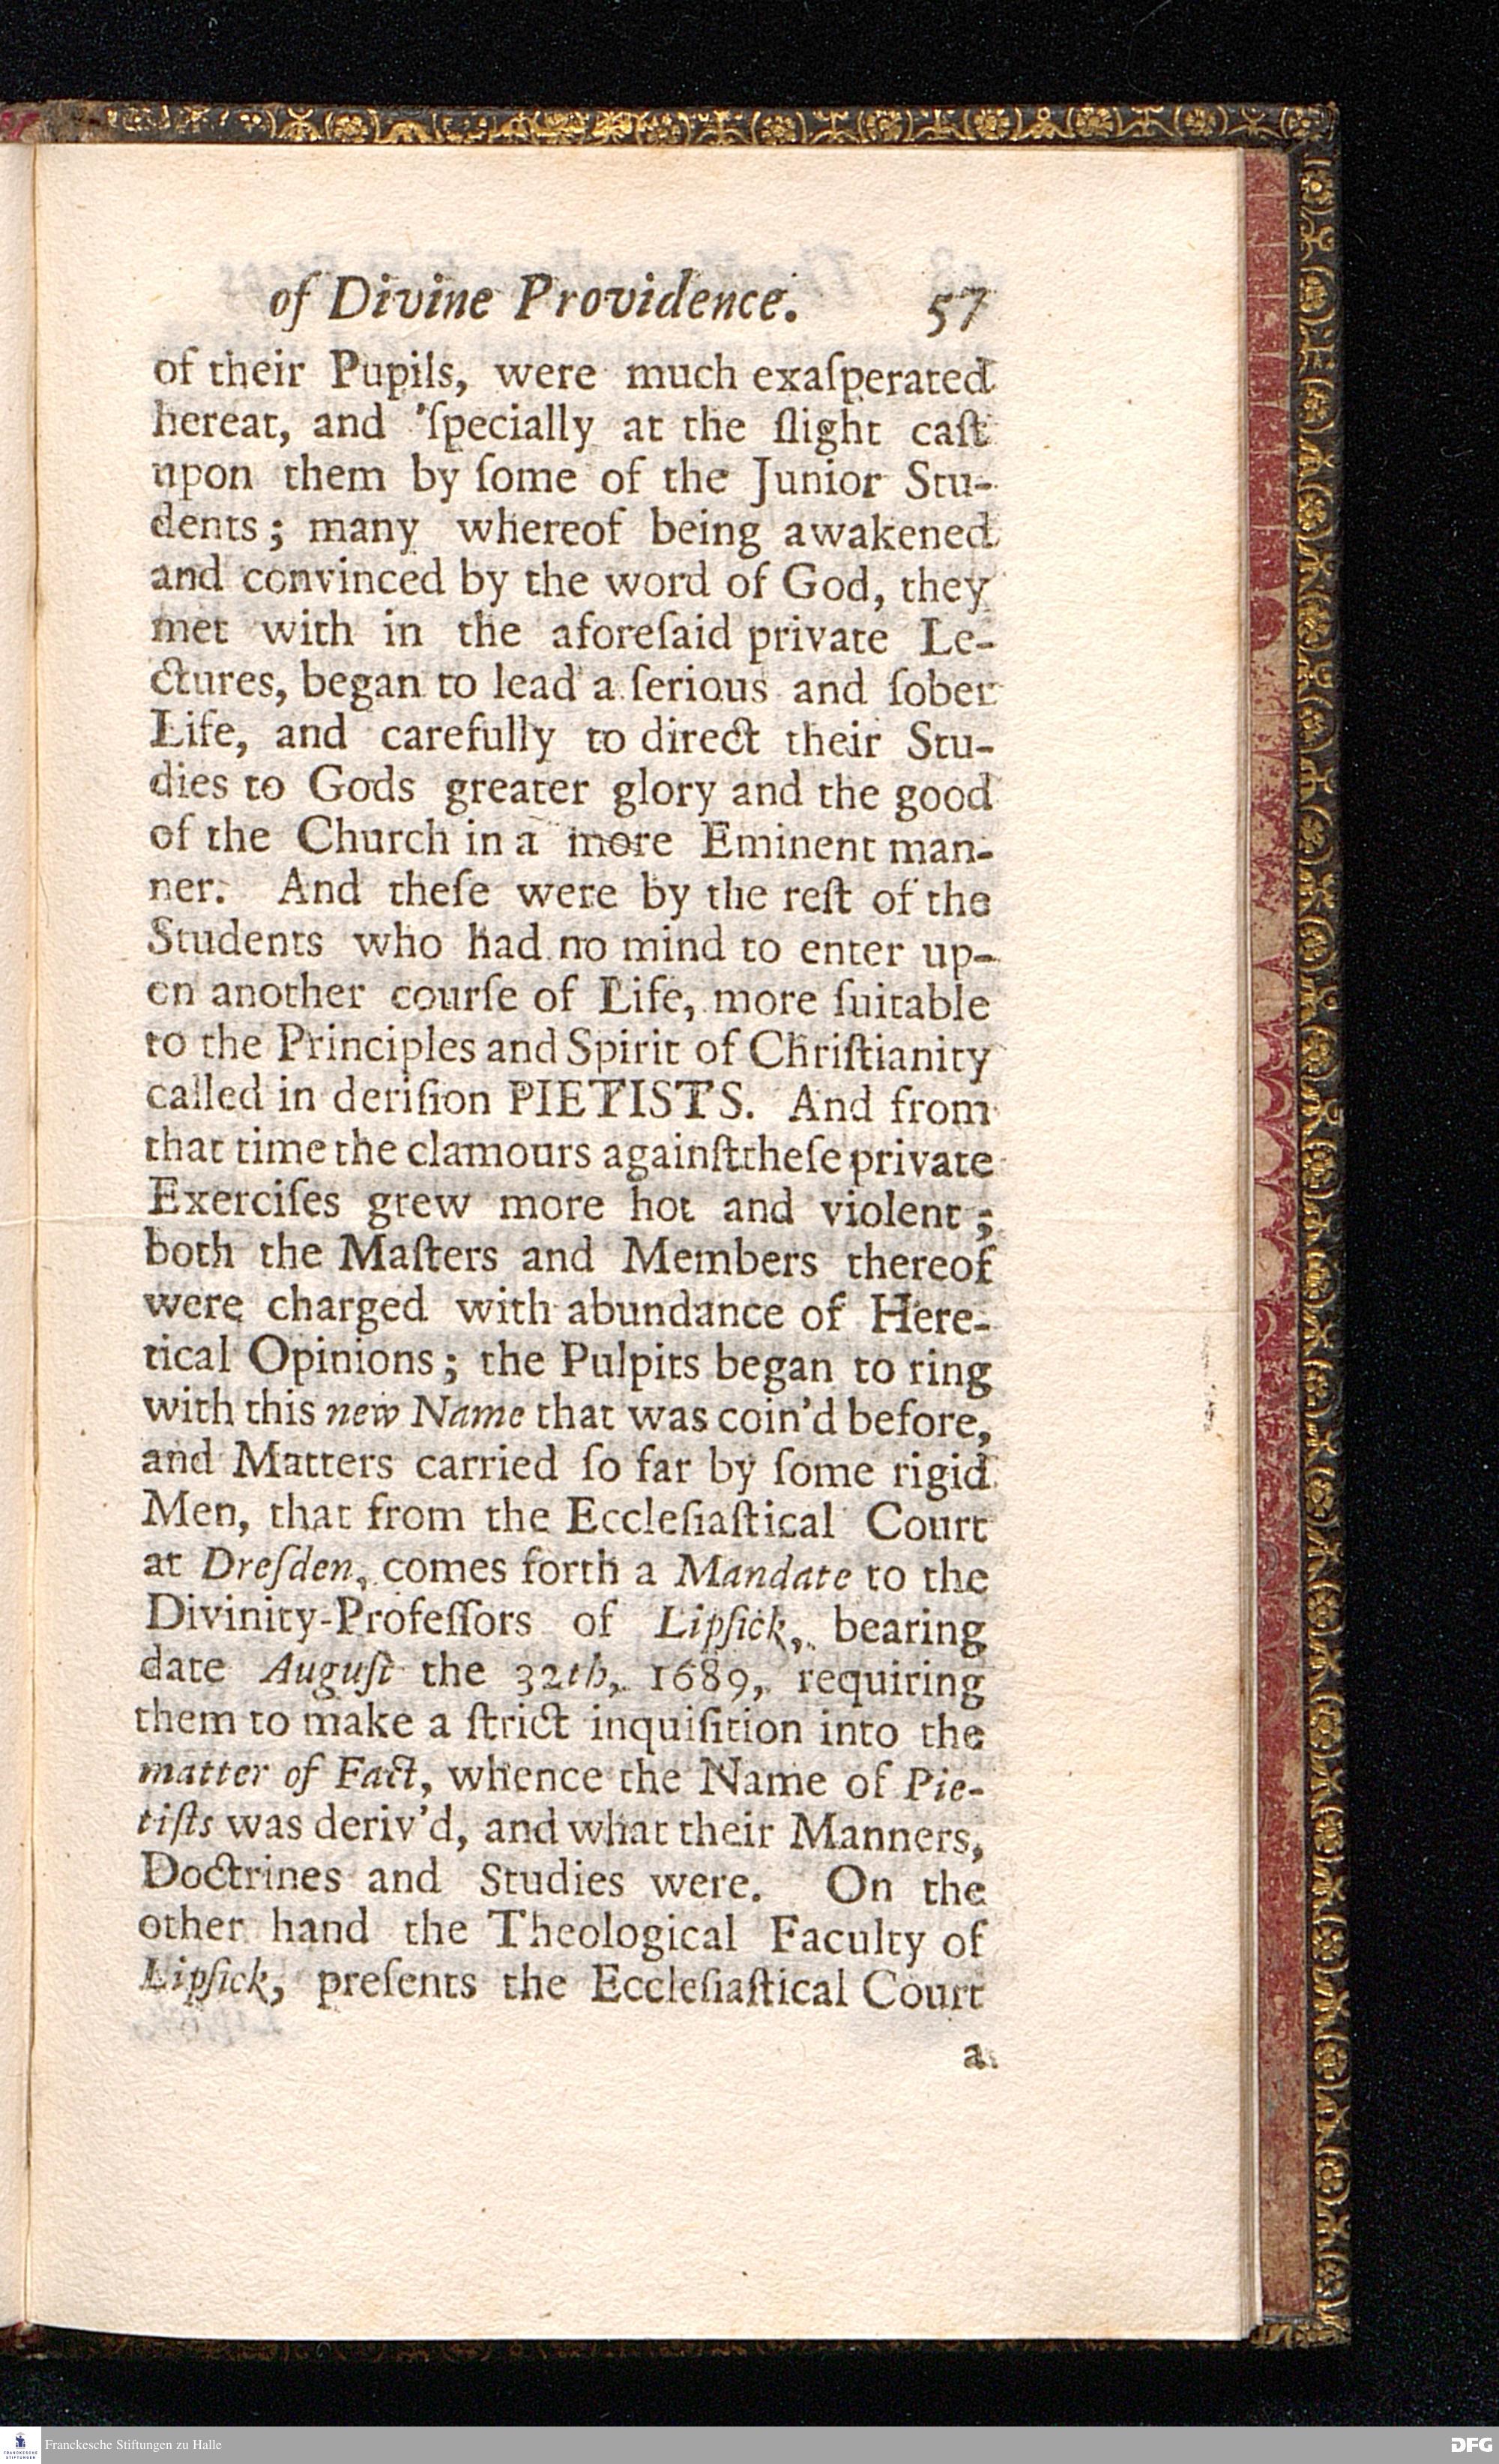 of Divine Providence. 57
of their Pupils, were much exaſperated
hereat, and 'ſpecially at the ſlight caſt
upon them by ſome of the Junior Stu-
dents; many whereof being awakened
and convinced by the word of God, they
met with in the aforeſaid private Le-
ctures, began to lead a ſerious and ſober
Life, and carefully to direct their Stu-
dies to Gods greater glory and the good
of the Church in a more Eminent man-
ner. And theſe were by the reſt of the
Students who had no mind to enter up-
on another courſe of Life, more ſuitable
to the Principles and Spirit of Chriſtianity
called in deriſion PIETISTS. And from
that time the clamours againſt theſe private
Exerciſes grew more hot and violent;
both the Maſters and Members thereof
were charged with abundance of Here-
tical Opinions; the Pulpits began to ring
with this new Name that was coin'd before,
and Matters carried ſo far by ſome rigid
Men, that from the Eccleſiaſtical Court
at Dreſden, comes forth a Mandate to the
Divinity-Profeſſors of Lipſick, bearing
date Auguſt the 32th, 1689, requiring
them to make a ſtrict inquiſition into the
matter of Fact, whence the Name of Pie-
tiſts was deriv'd, and what their Manners,
Doctrines and Studies were. On the
other hand the Theological Faculty of
Lipſick, preſents the Eccleſiaſtical Court
a
FRANCKESCHE
STIFTUNGEN
Franckesche Stiftungen zu Halle
DFG